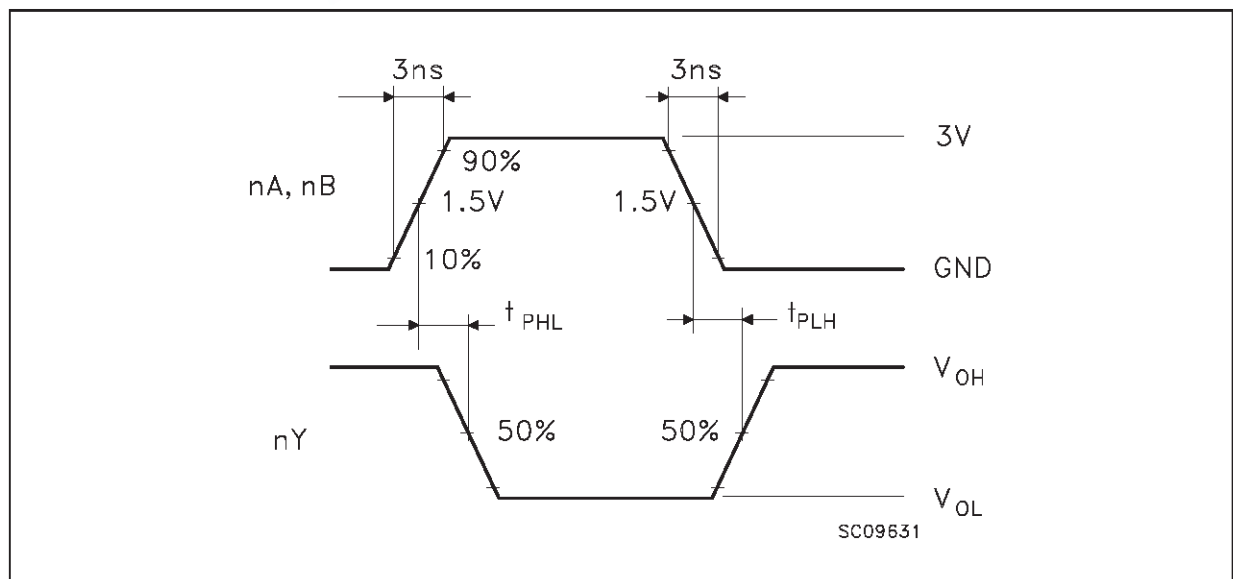 3ns
3ns
3V
90%
nA, nB
1.5V
1.5V
10%
GND
t PHL
tPLH
VOH
50%
50%
nY
VOL
SC09631